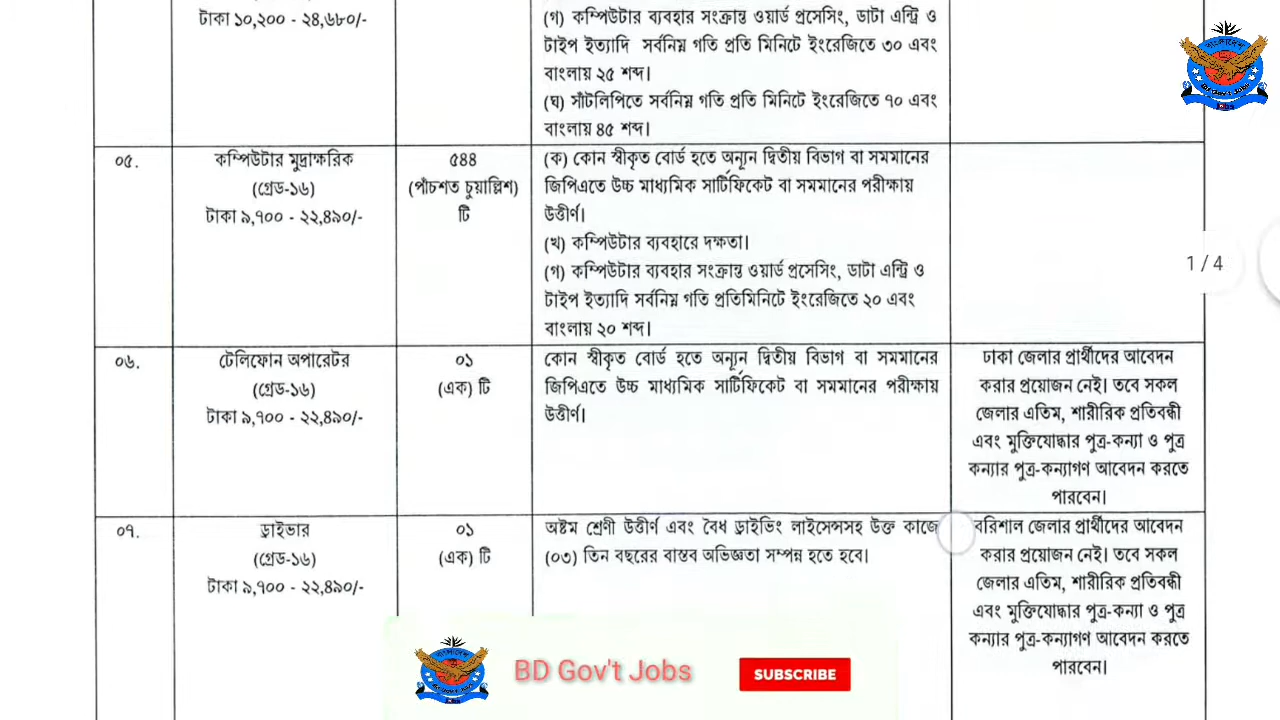 টাকা ১০,২০০ - ২৪,৬৮০/-
(গ) কম্পিউটার ব্যবহার সংক্রান্ত ওয়ার্ড প্রসেসিং, ডাটা এন্ট্রি ও
টাইপ ইত্যাদি সর্বনিম্ন গতি প্রতি মিনিটে ইংরেজিতে ৩০ এবং
বাংলায় ২৫ শব্দ।
(ঘ) সাঁটলিপিতে সর্বনিম্ন গতি প্রতি মিনিটে ইংরেজিতে ৭০ এবং
বাংলায় ৪৫ শব্দ।
০৫.
কম্পিউটার মুদ্রাক্ষরিক
(গ্রেড-১৬)
টাকা ৯,৭০০ - ২২,৪৯০/-
৫৪৪
(পাঁচশত চুয়াল্লিশ)
টি
(ক) কোন স্বীকৃত বোর্ড হতে অন্যূন দ্বিতীয় বিভাগ বা সমমানের
জিপিএতে উচ্চ মাধ্যমিক সার্টিফিকেট বা সমমানের পরীক্ষায়
উত্তীর্ণ।
(খ) কম্পিউটার ব্যবহারে দক্ষতা।
(গ) কম্পিউটার ব্যবহার সংক্রান্ত ওয়ার্ড প্রসেসিং, ডাটা এন্ট্রি ও
টাইপ ইত্যাদি সর্বনিম্ন গতি প্রতিমিনিটে ইংরেজিতে ২০ এবং
বাংলায় ২০ শব্দ।
1 / 4
০৬.
টেলিফোন অপারেটর
(গ্রেড-১৬)
টাকা ৯,৭০০ - ২২,৪৯০/-
০১
(এক) টি
কোন স্বীকৃত বোর্ড হতে অন্যূন দ্বিতীয় বিভাগ বা সমমানের
জিপিএতে উচ্চ মাধ্যমিক সার্টিফিকেট বা সমমানের পরীক্ষায়
উত্তীর্ণ।
ঢাকা জেলার প্রার্থীদের আবেদন
করার প্রয়োজন নেই। তবে সকল
জেলার এতিম, শারীরিক প্রতিবন্ধী
এবং মুক্তিযোদ্ধার পুত্র-কন্যা ও পুত্র
কন্যার পুত্র-কন্যাগণ আবেদন করতে
পারবেন।
০৭.
ড্রাইভার
(গ্রেড-১৬)
টাকা ৯,৭০০ - ২২,৪৯০/-
০১
(এক) টি
অষ্টম শ্রেণী উত্তীর্ণ এবং বৈধ ড্রাইভিং লাইসেন্সসহ উক্ত কাজে
(০৩) তিন বছরের বাস্তব অভিজ্ঞতা সম্পন্ন হতে হবে।
বরিশাল জেলার প্রার্থীদের আবেদন
করার প্রয়োজন নেই। তবে সকল
জেলার এতিম, শারীরিক প্রতিবন্ধী
এবং মুক্তিযোদ্ধার পুত্র-কন্যা ও পুত্র
কন্যার পুত্র-কন্যাগণ আবেদন করতে
পারবেন।
BD Gov't Jobs
SUBSCRIBE